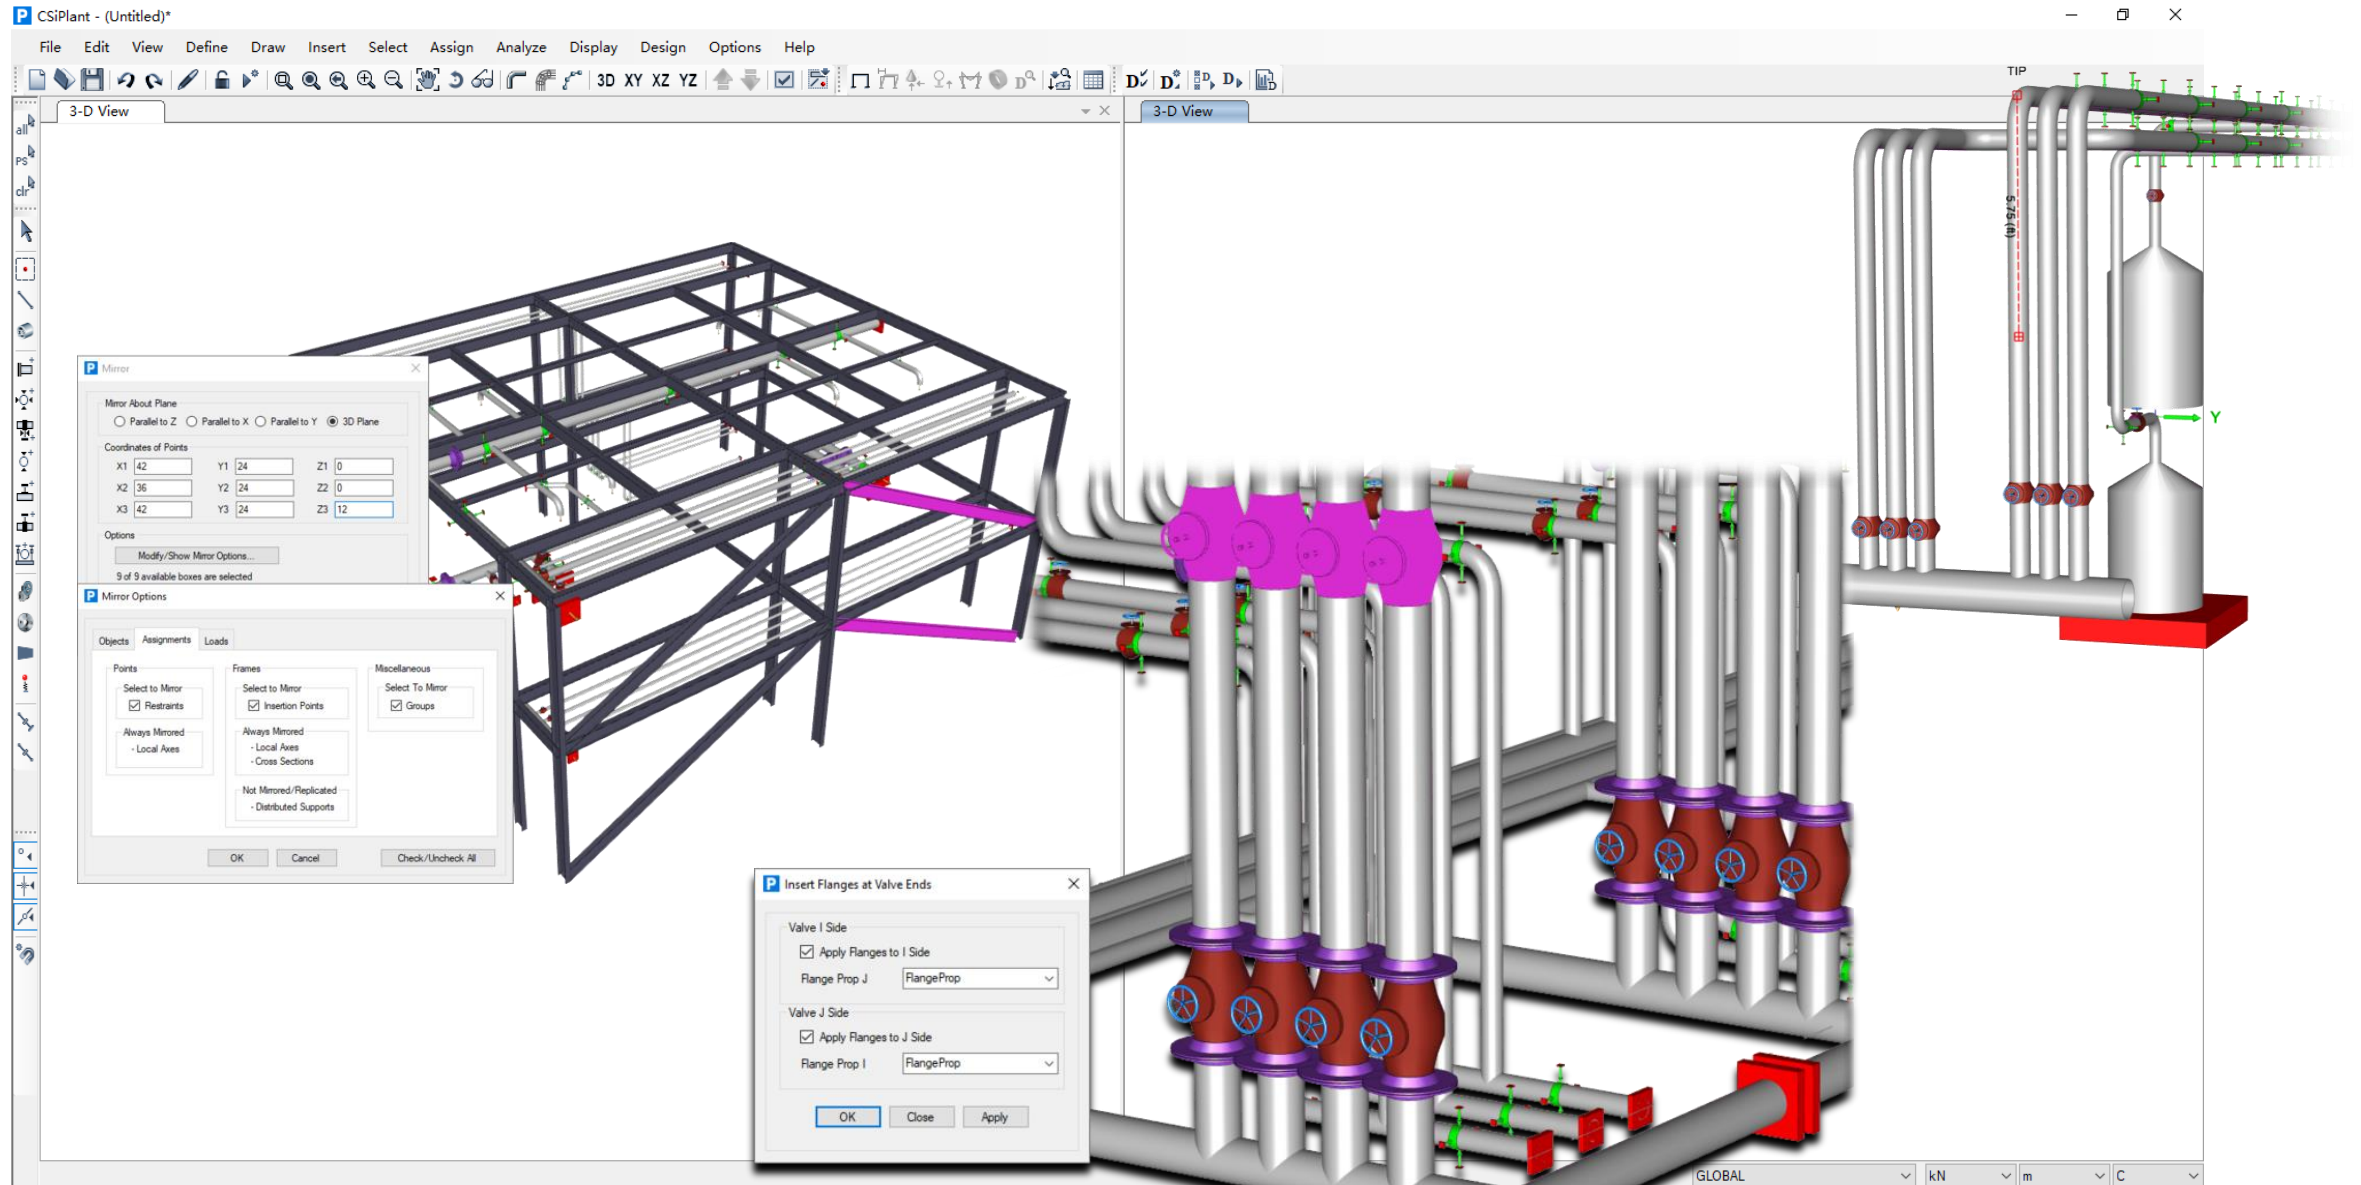 CSiPlant - (Untitled)*
File Edit View Define Draw Insert Select Assign Analyze Display Design Options Help
3D XY XZ YZ
3-D View
3-D View
TIP
all
PS
clr
5.75 (ft)
Y
Mirror
Mirror About Plane
Parallel to Z Parallel to X Parallel to Y 3D Plane
Coordinates of Points
X1 42 Y1 24 Z1 0
X2 36 Y2 24 Z2 0
X3 42 Y3 24 Z3 12
Options
Modify/Show Mirror Options...
9 of 9 available boxes are selected
Mirror Options
Objects Assignments Loads
Points Frames Miscellaneous
Select to Mirror Select to Mirror Select To Mirror
Restraints Insertion Points Groups
Always Mirrored Always Mirrored
- Local Axes - Local Axes
- Cross Sections
Not Mirrored/Replicated
- Distributed Supports
OK Cancel Check/Uncheck All
Insert Flanges at Valve Ends
Valve I Side
Apply Flanges to I Side
Flange Prop J FlangeProp
Valve J Side
Apply Flanges to J Side
Flange Prop I FlangeProp
OK Close Apply
GLOBAL kN m C